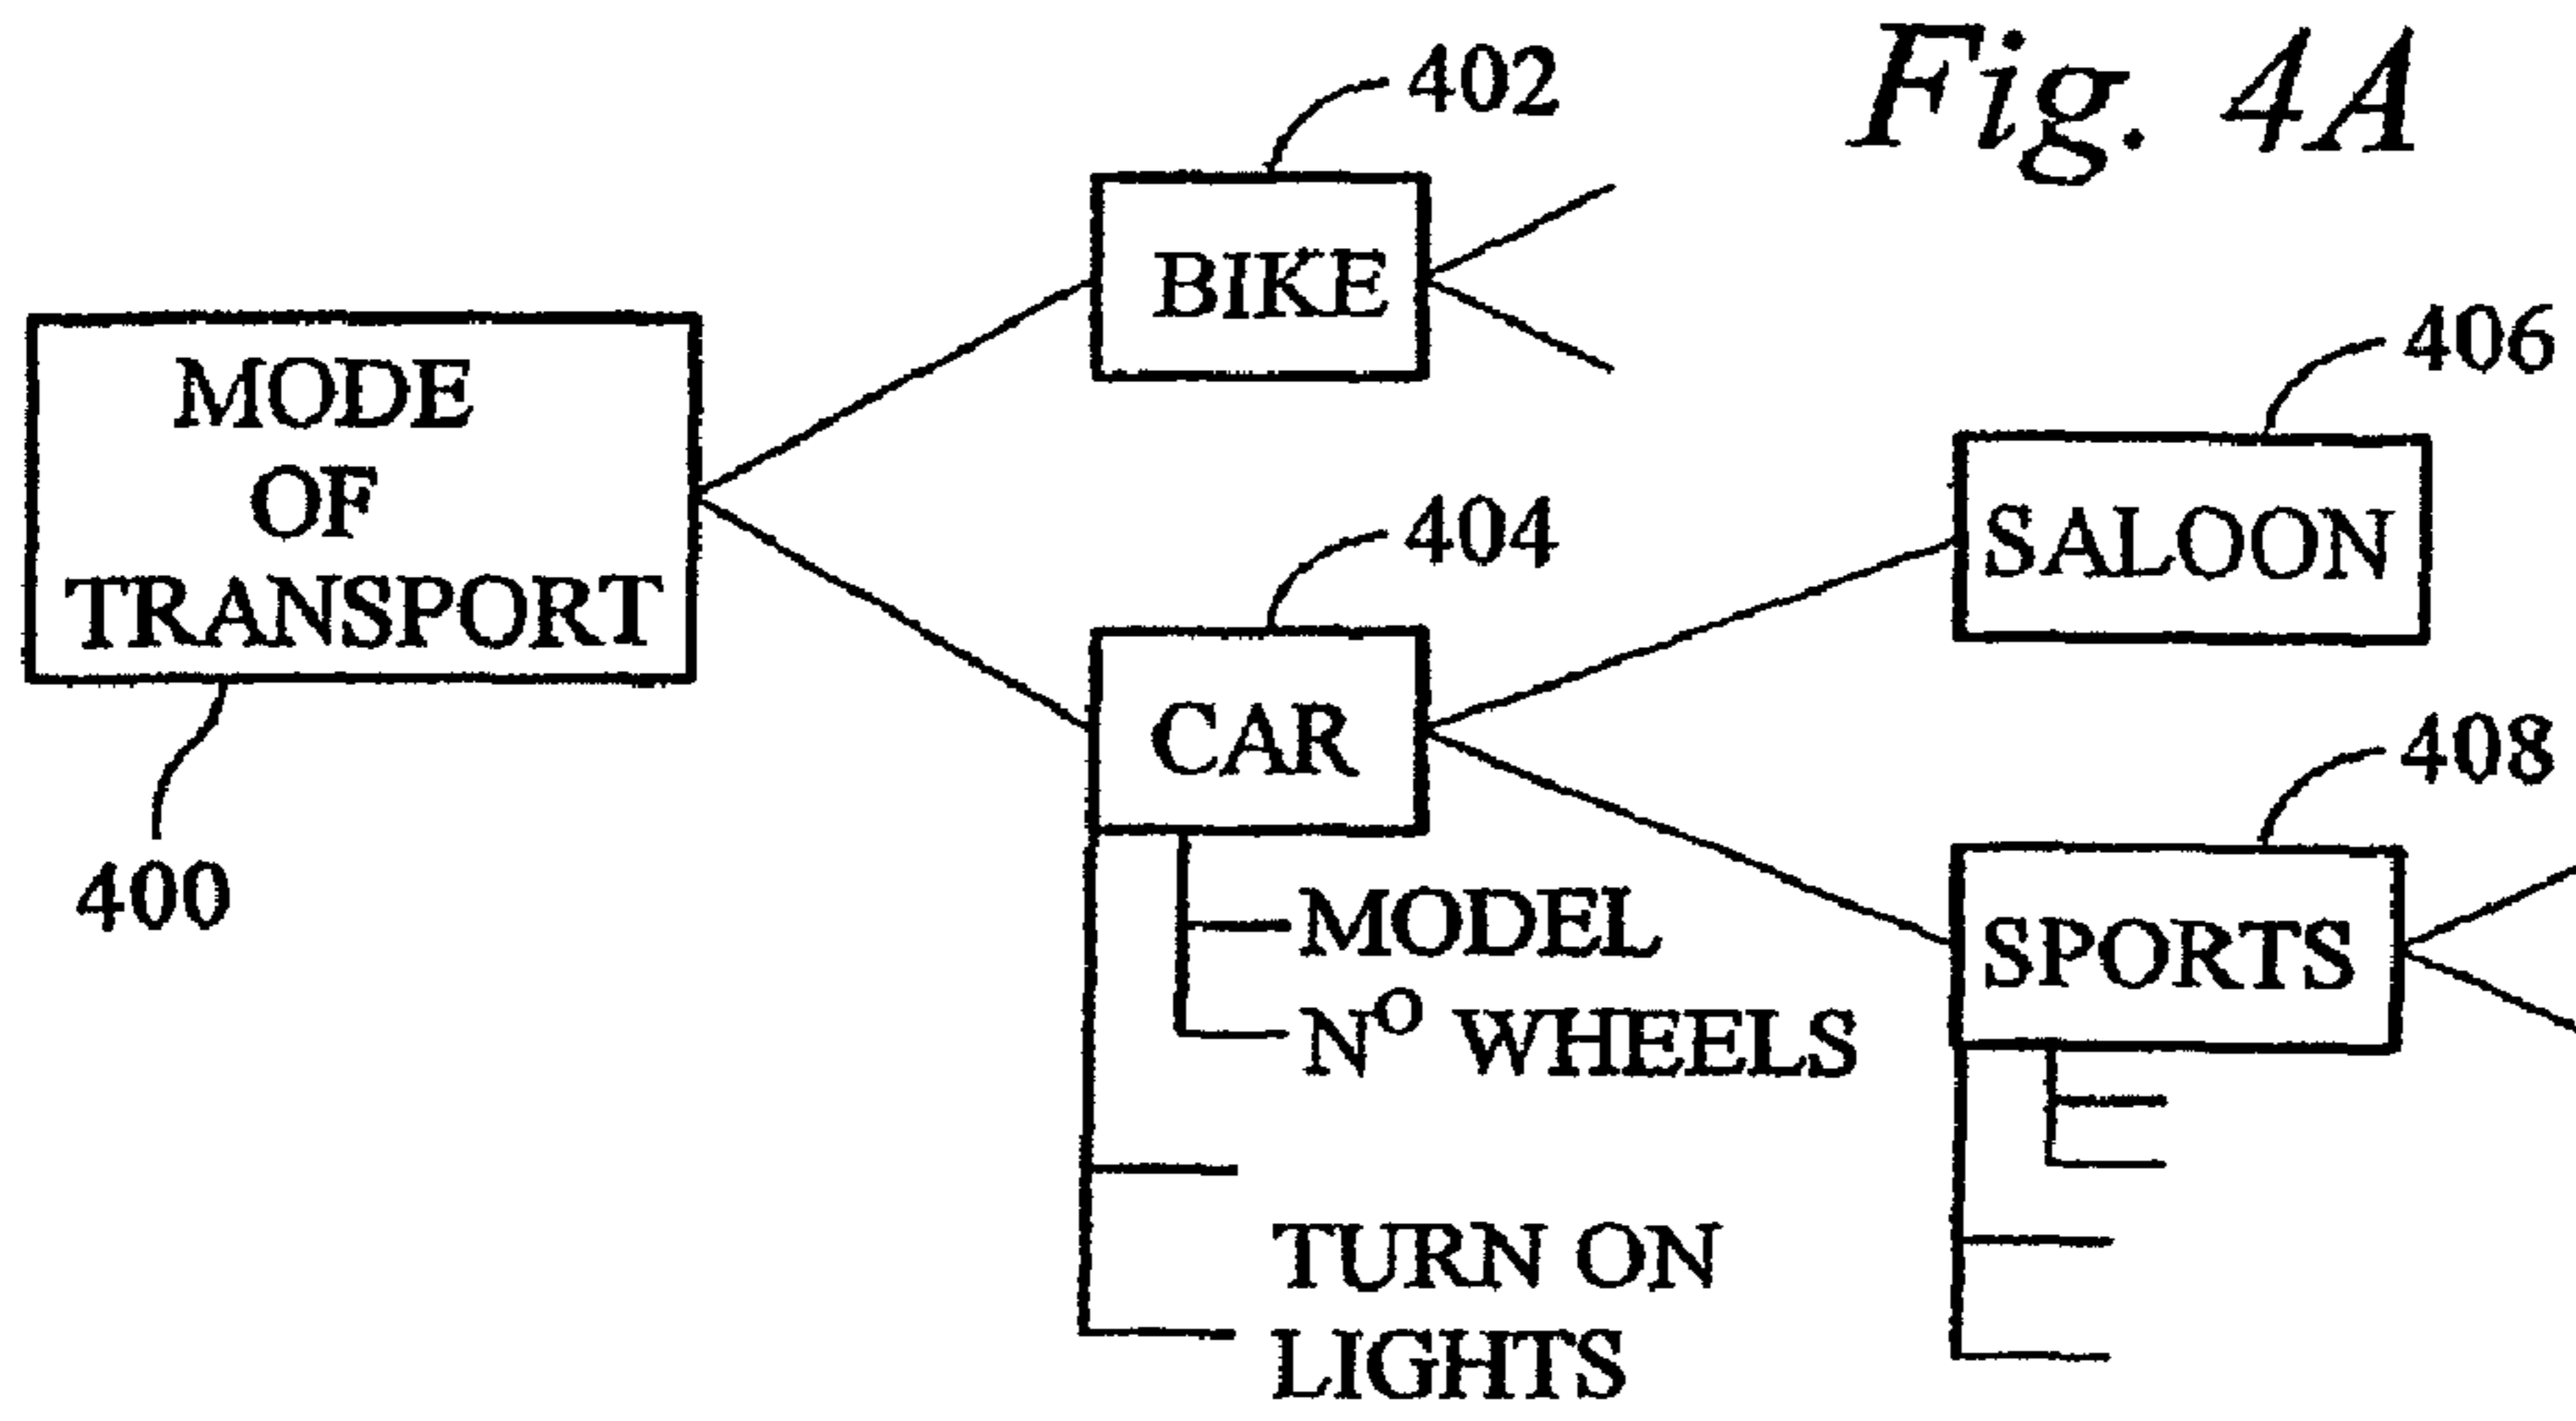 Fig. 4A
402
BIKE
MODE
OF
TRANSPORT
400
404
CAR
MODEL
Nº WHEELS
TURN ON
LIGHTS
406
SALOON
408
SPORTS